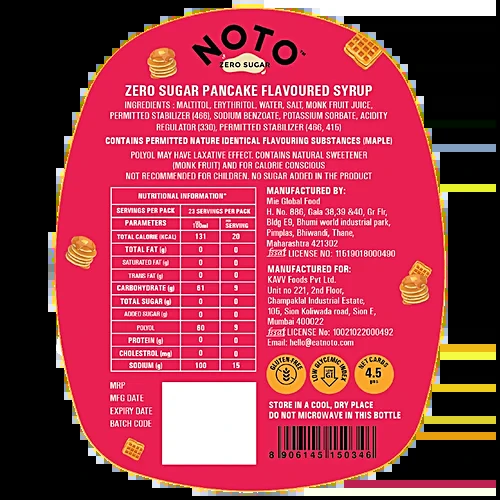 NOTO™
ZERO SUGAR
ZERO SUGAR PANCAKE FLAVOURED SYRUP
INGREDIENTS : MALTITOL, ERYTHRITOL, WATER, SALT, MONK FRUIT JUICE,
PERMITTED STABILIZER (466), SODIUM BENZOATE, POTASSIUM SORBATE, ACIDITY
REGULATOR (330), PERMITTED STABILIZER (466, 415)
CONTAINS PERMITTED NATURE IDENTICAL FLAVOURING SUBSTANCES (MAPLE)
POLYOL MAY HAVE LAXATIVE EFFECT. CONTAINS NATURAL SWEETENER
(MONK FRUIT) AND FOR CALORIE CONSCIOUS
NOT RECOMMENDED FOR CHILDREN. NO SUGAR ADDED IN THE PRODUCT
NUTRITIONAL INFORMATION*
SERVINGS PER PACK 23 SERVINGS PER PACK
PARAMETERS 100ml SERVING
TOTAL CALORIE (KCAL) 131 20
TOTAL FAT (g) 0 0
SATURATED FAT (g) 0 0
TRANS FAT (g) 0 0
CARBOHYDRATE (g) 61 9
TOTAL SUGAR (g) 0 0
ADDED SUGAR (g) 0 0
POLYOL 60 9
PROTEIN (g) 0 0
CHOLESTROL (mg) 0 0
SODIUM (g) 100 15
MRP
MFG DATE
EXPIRY DATE
BATCH CODE
MANUFACTURED BY:
Mie Global Food
H. No. 886, Gala 38,39 &40, Gr Flr,
Bldg E9, Bhumi world industrial park,
Pimplas, Bhiwandi, Thane,
Maharashtra 421302
fssai LICENSE NO: 11519018000490
MANUFACTURED FOR:
KAVV Foods Pvt Ltd.
Unit no 221, 2nd Floor,
Champaklal Industrial Estate,
105, Sion Koliwada road, Sion E,
Mumbai 400022
fssai LICENSE No: 10021022000492
Email: hello@eatnoto.com
GLUTEN-FREE
LOW GLYCEMIC INDEX
GI
NET CARBS
4.5
gms
STORE IN A COOL, DRY PLACE
DO NOT MICROWAVE IN THIS BOTTLE
8 906145 150346